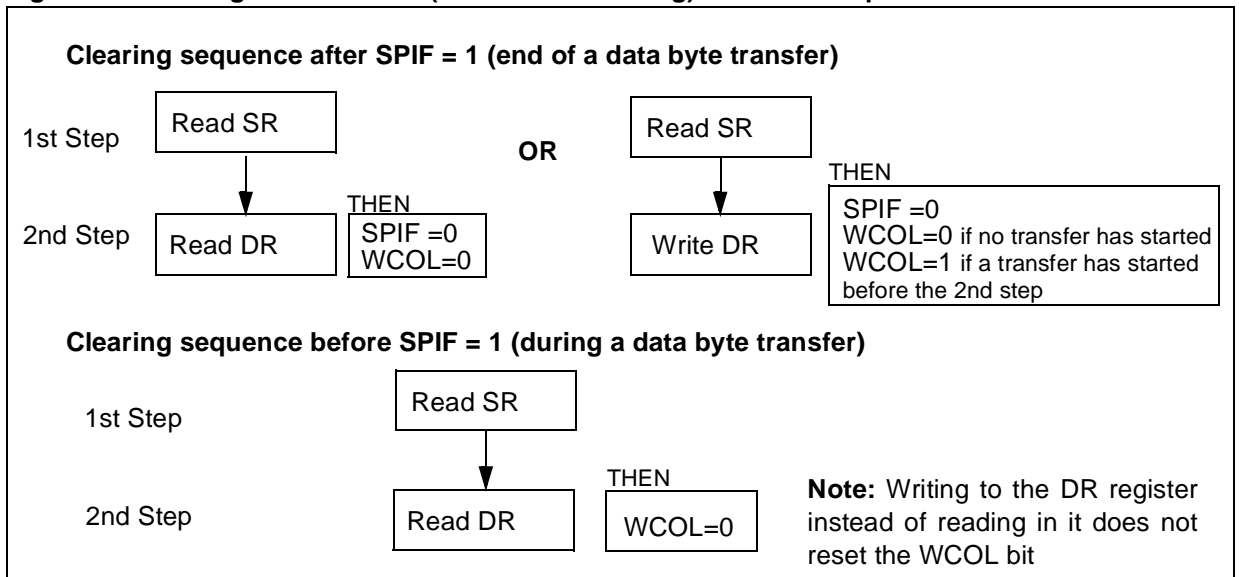 Clearing sequence after SPIF = 1 (end of a data byte transfer)
1st Step
Read SR
OR
Read SR
2nd Step
Read DR
THEN
SPIF =0
WCOL=0
Write DR
THEN
SPIF =0
WCOL=0 if no transfer has started
WCOL=1 if a transfer has started
before the 2nd step
Clearing sequence before SPIF = 1 (during a data byte transfer)
1st Step
Read SR
2nd Step
Read DR
THEN
WCOL=0
Note: Writing to the DR register
instead of reading in it does not
reset the WCOL bit